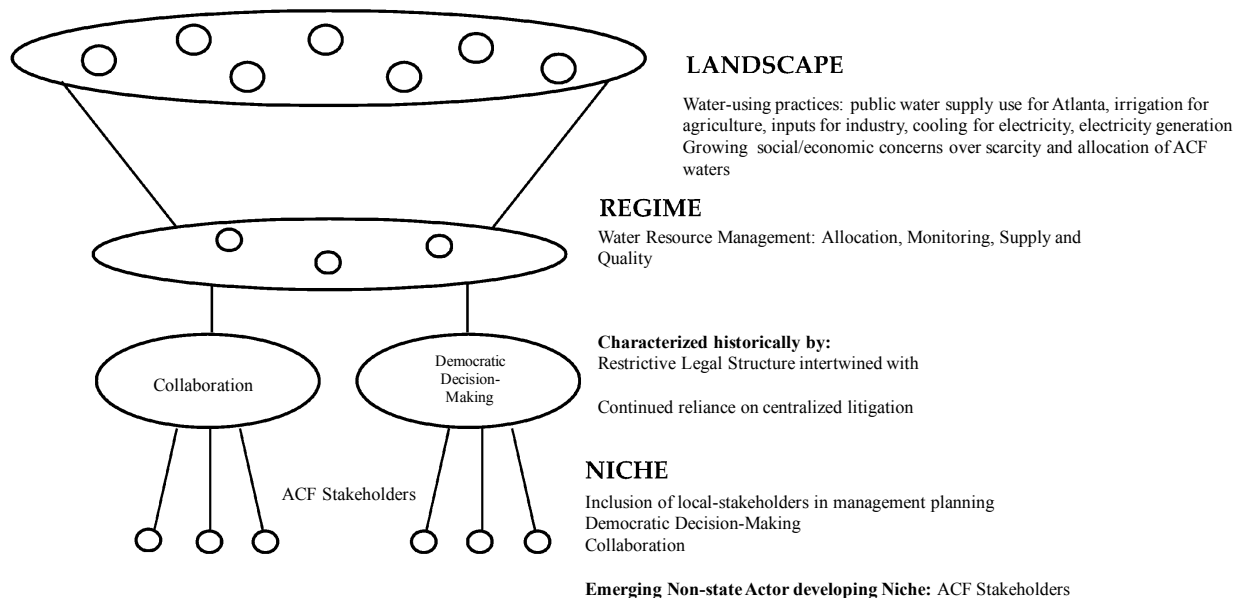 LANDSCAPE
Water-using practices: public water supply use for Atlanta, irrigation for
agriculture, inputs for industry, cooling for electricity, electricity generation
Growing social/economic concerns over scarcity and allocation of ACF
waters
REGIME
Water Resource Management: Allocation, Monitoring, Supply and
Quality
Collaboration
Democratic
Decision-
Making
Characterized historically by:
Restrictive Legal Structure intertwined with
Continued reliance on centralized litigation
ACF Stakeholders
NICHE
Inclusion of local-stakeholders in management planning
Democratic Decision-Making
Collaboration
Emerging Non-state Actor developing Niche: ACF Stakeholders